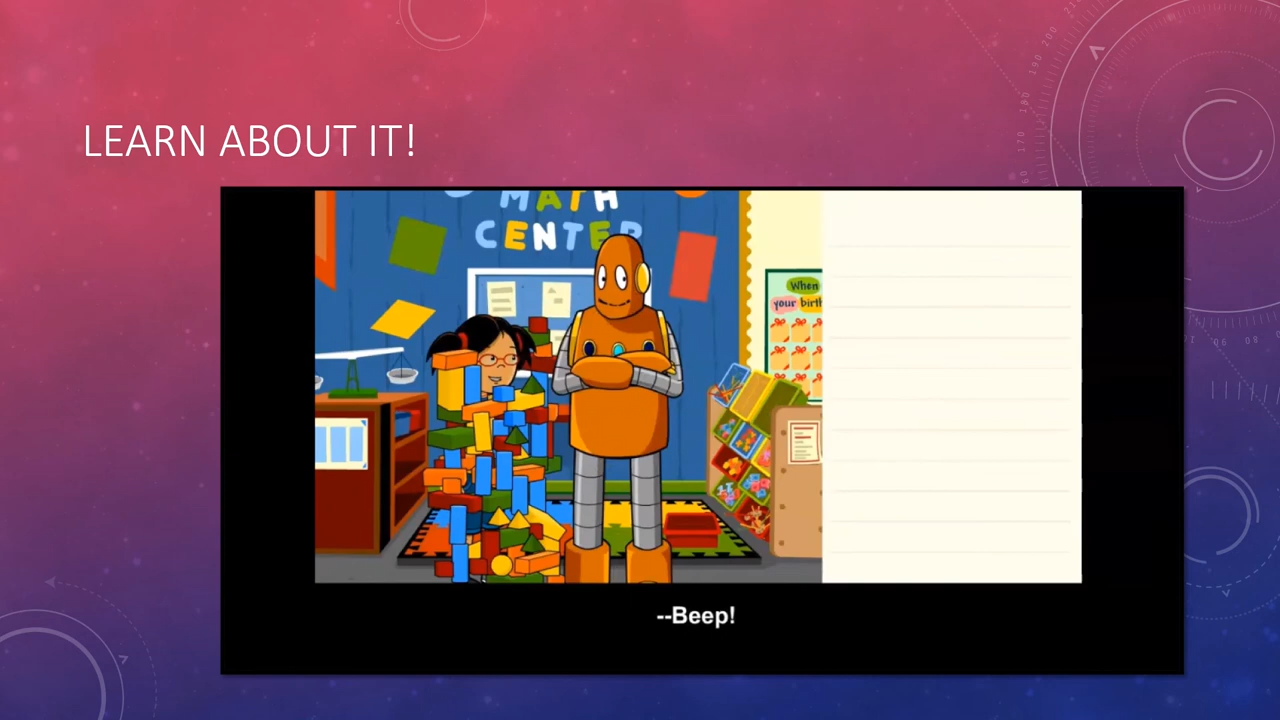 LEARN ABOUT IT!
MATH
CENTER
When
your birth
--Beep!